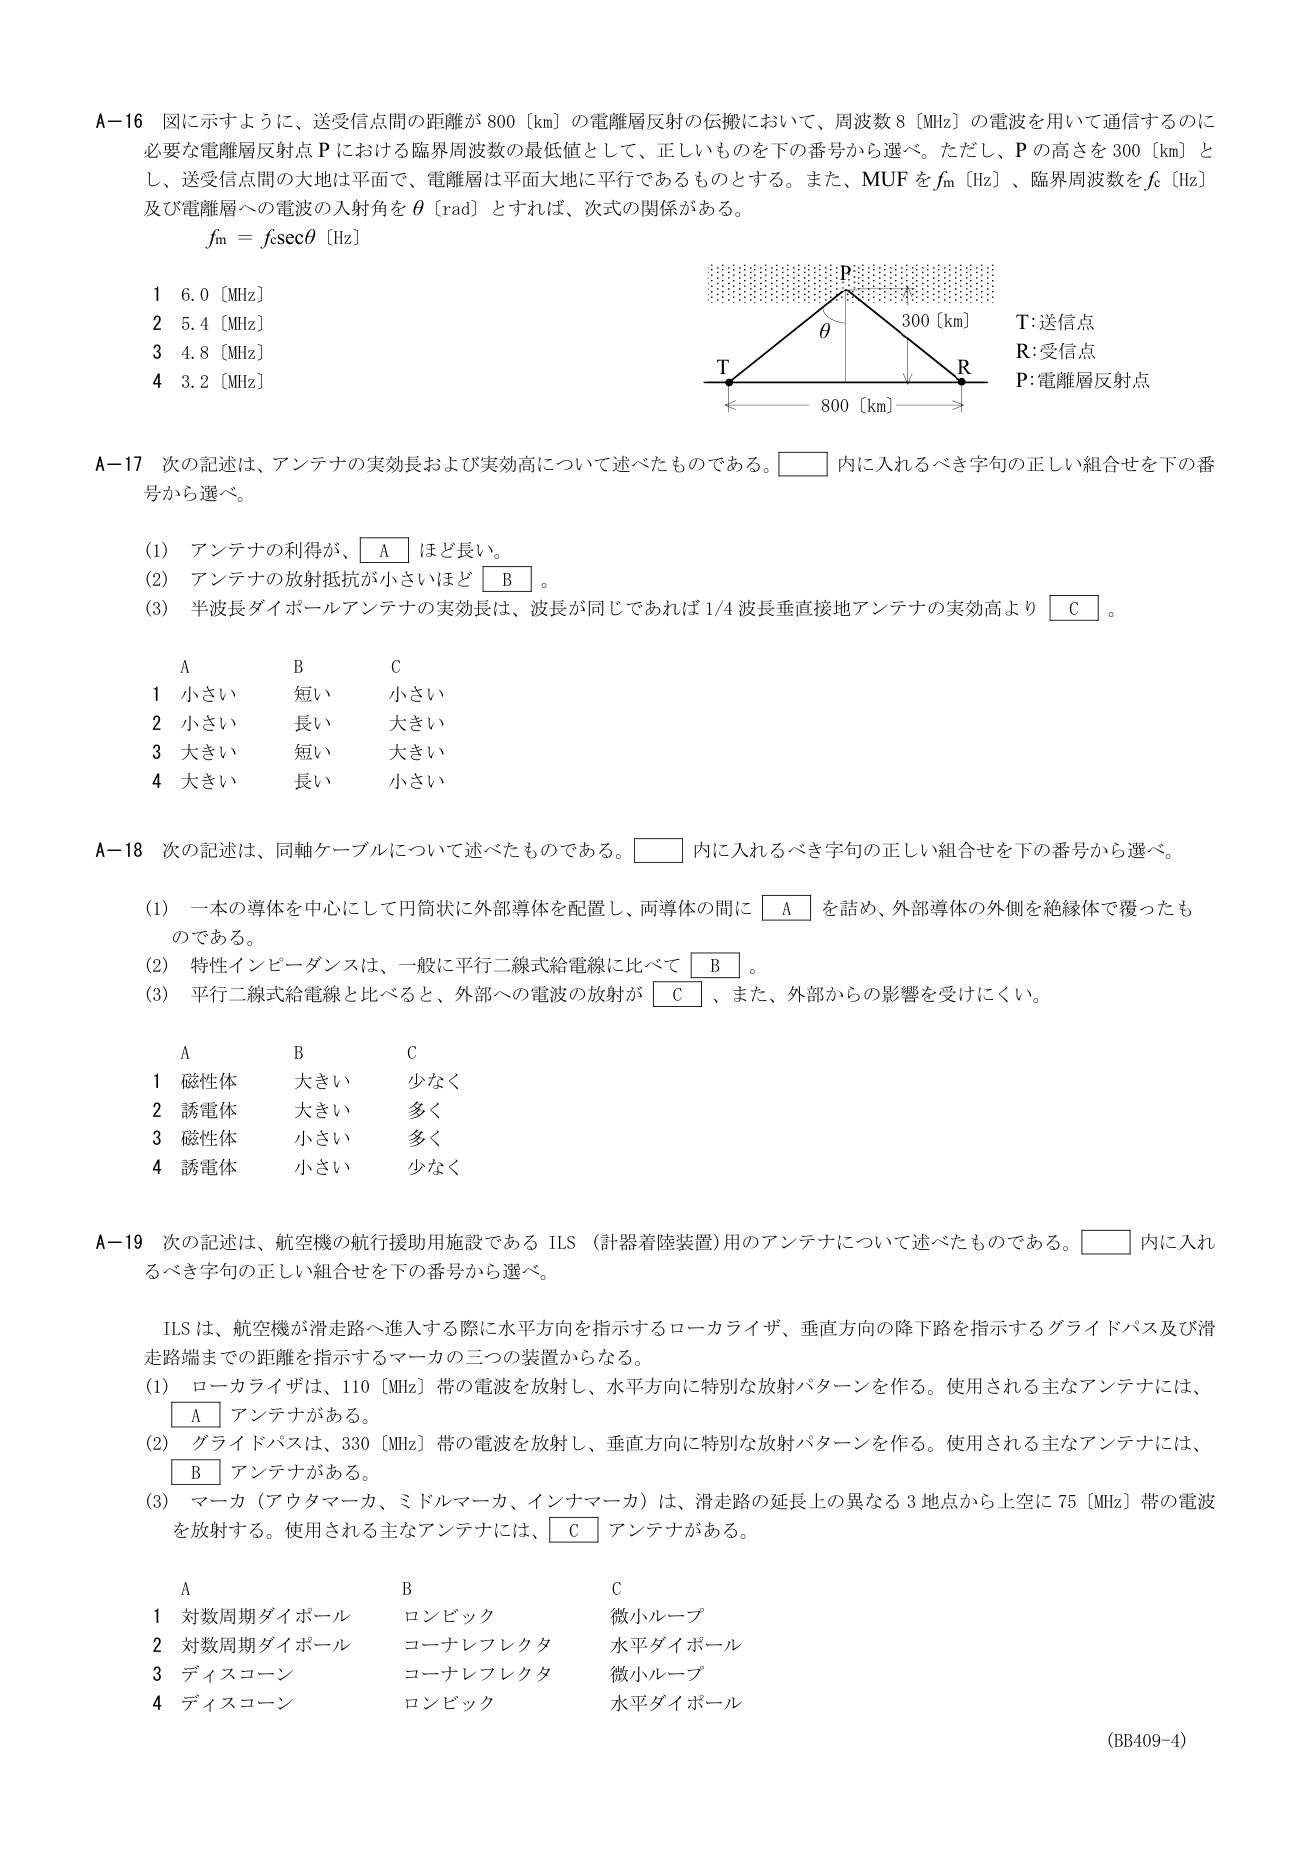 A－16　図に示すように、送受信点間の距離が 800〔km〕の電離層反射の伝搬において、周波数 8〔MHz〕の電波を用いて通信するのに
必要な電離層反射点 P における臨界周波数の最低値として、正しいものを下の番号から選べ。ただし、P の高さを 300〔km〕と
し、送受信点間の大地は平面で、電離層は平面大地に平行であるものとする。また、MUF を fm〔Hz〕、臨界周波数を fc〔Hz〕
及び電離層への電波の入射角を θ〔rad〕とすれば、次式の関係がある。
fm ＝ fcsecθ〔Hz〕
1　6.0〔MHz〕
2　5.4〔MHz〕
3　4.8〔MHz〕
4　3.2〔MHz〕
P
θ
300〔km〕
T
R
800〔km〕
T：送信点
R：受信点
P：電離層反射点
A－17　次の記述は、アンテナの実効長および実効高について述べたものである。　　　内に入れるべき字句の正しい組合せを下の番
号から選べ。
(1)　アンテナの利得が、 A ほど長い。
(2)　アンテナの放射抵抗が小さいほど B 。
(3)　半波長ダイポールアンテナの実効長は、波長が同じであれば 1/4 波長垂直接地アンテナの実効高より C 。
A　B　C
1　小さい　短い　小さい
2　小さい　長い　大きい
3　大きい　短い　大きい
4　大きい　長い　小さい
A－18　次の記述は、同軸ケーブルについて述べたものである。　　　内に入れるべき字句の正しい組合せを下の番号から選べ。
(1)　一本の導体を中心にして円筒状に外部導体を配置し、両導体の間に A を詰め、外部導体の外側を絶縁体で覆ったも
のである。
(2)　特性インピーダンスは、一般に平行二線式給電線に比べて B 。
(3)　平行二線式給電線と比べると、外部への電波の放射が C 、また、外部からの影響を受けにくい。
A　B　C
1　磁性体　大きい　少なく
2　誘電体　大きい　多く
3　磁性体　小さい　多く
4　誘電体　小さい　少なく
A－19　次の記述は、航空機の航行援助用施設である ILS （計器着陸装置）用のアンテナについて述べたものである。　　　内に入れ
るべき字句の正しい組合せを下の番号から選べ。
ILS は、航空機が滑走路へ進入する際に水平方向を指示するローカライザ、垂直方向の降下路を指示するグライドパス及び滑
走路端までの距離を指示するマーカの三つの装置からなる。
(1)　ローカライザは、110〔MHz〕帯の電波を放射し、水平方向に特別な放射パターンを作る。使用される主なアンテナには、
A アンテナがある。
(2)　グライドパスは、330〔MHz〕帯の電波を放射し、垂直方向に特別な放射パターンを作る。使用される主なアンテナには、
B アンテナがある。
(3)　マーカ（アウタマーカ、ミドルマーカ、インナマーカ）は、滑走路の延長上の異なる 3 地点から上空に 75〔MHz〕帯の電波
を放射する。使用される主なアンテナには、 C アンテナがある。
A　B　C
1　対数周期ダイポール　ロンビック　微小ループ
2　対数周期ダイポール　コーナレフレクタ　水平ダイポール
3　ディスコーン　コーナレフレクタ　微小ループ
4　ディスコーン　ロンビック　水平ダイポール
(BB409-4)